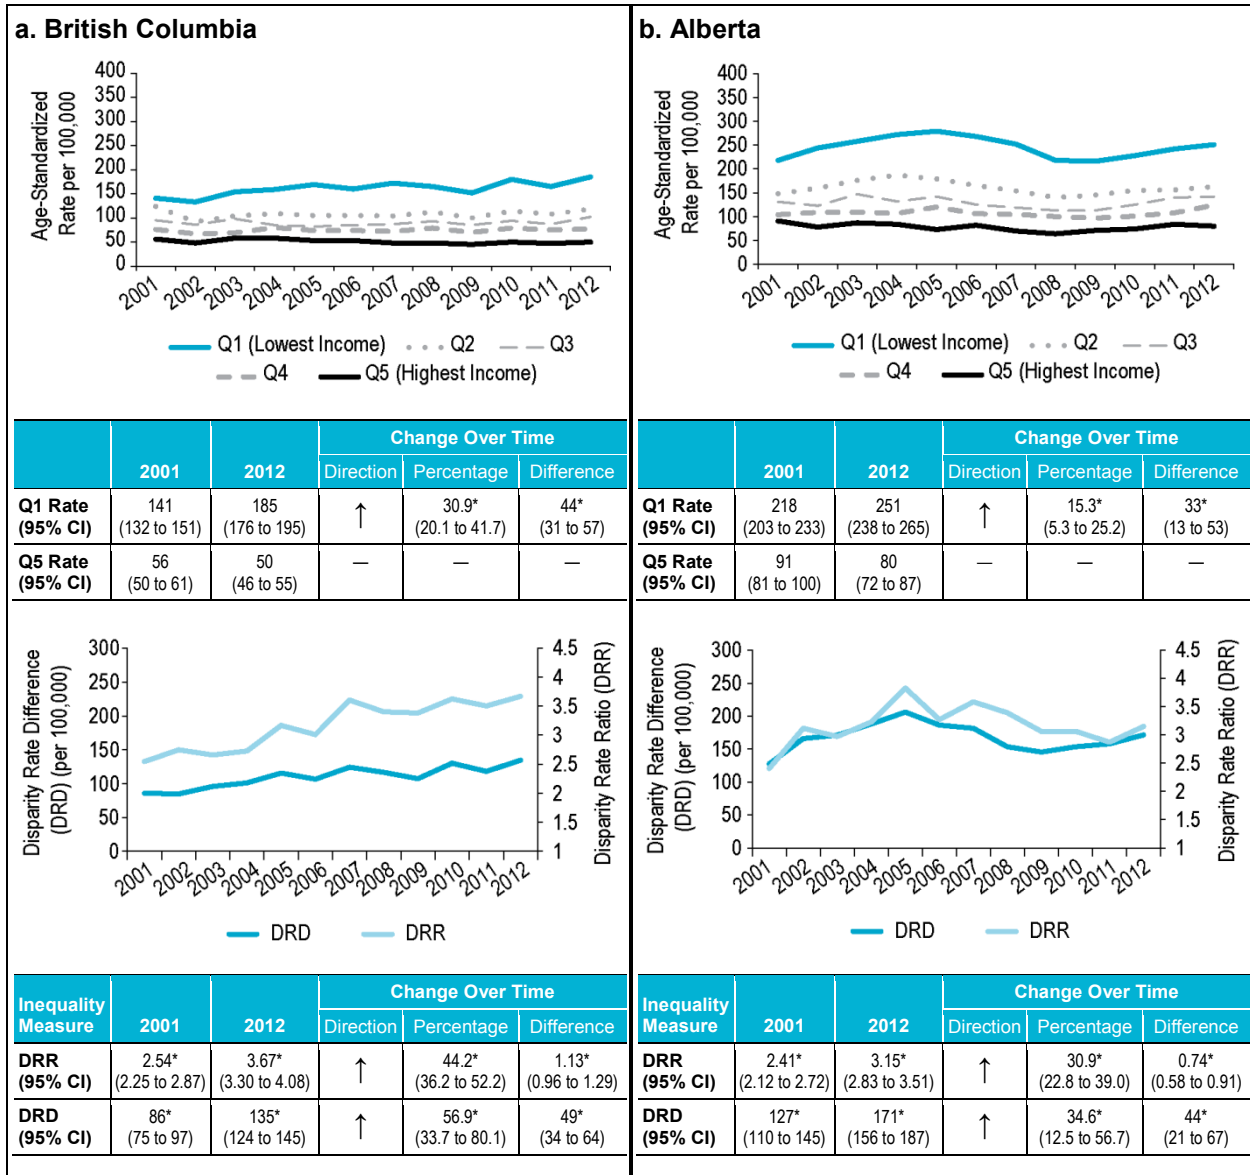 a. British Columbia
Age-Standardized
Rate per 100,000
400
350
300
250
200
150
100
50
0
2001 2002 2003 2004 2005 2006 2007 2008 2009 2010 2011 2012
Q1 (Lowest Income) Q2 Q3
Q4 Q5 (Highest Income)
Change Over Time
2001 2012 Direction Percentage Difference
Q1 Rate 141 185 ↑ 30.9* 44*
(95% CI) (132 to 151) (176 to 195) (20.1 to 41.7) (31 to 57)
Q5 Rate 56 50 — — —
(95% CI) (50 to 61) (46 to 55)
Disparity Rate Difference
(DRD) (per 100,000)
300
250
200
150
100
50
0
4.5
4
3.5
3
2.5
2
1.5
1
Disparity Rate Ratio (DRR)
2001 2002 2003 2004 2005 2006 2007 2008 2009 2010 2011 2012
DRD DRR
Change Over Time
Inequality
Measure 2001 2012 Direction Percentage Difference
DRR 2.54* 3.67* ↑ 44.2* 1.13*
(95% CI) (2.25 to 2.87) (3.30 to 4.08) (36.2 to 52.2) (0.96 to 1.29)
DRD 86* 135* ↑ 56.9* 49*
(95% CI) (75 to 97) (124 to 145) (33.7 to 80.1) (34 to 64)
b. Alberta
Age-Standardized
Rate per 100,000
400
350
300
250
200
150
100
50
0
2001 2002 2003 2004 2005 2006 2007 2008 2009 2010 2011 2012
Q1 (Lowest Income) Q2 Q3
Q4 Q5 (Highest Income)
Change Over Time
2001 2012 Direction Percentage Difference
Q1 Rate 218 251 ↑ 15.3* 33*
(95% CI) (203 to 233) (238 to 265) (5.3 to 25.2) (13 to 53)
Q5 Rate 91 80 — — —
(95% CI) (81 to 100) (72 to 87)
Disparity Rate Difference
(DRD) (per 100,000)
300
250
200
150
100
50
0
4.5
4
3.5
3
2.5
2
1.5
1
Disparity Rate Ratio (DRR)
2001 2002 2003 2004 2005 2006 2007 2008 2009 2010 2011 2012
DRD DRR
Change Over Time
Inequality
Measure 2001 2012 Direction Percentage Difference
DRR 2.41* 3.15* ↑ 30.9* 0.74*
(95% CI) (2.12 to 2.72) (2.83 to 3.51) (22.8 to 39.0) (0.58 to 0.91)
DRD 127* 171* ↑ 34.6* 44*
(95% CI) (110 to 145) (156 to 187) (12.5 to 56.7) (21 to 67)